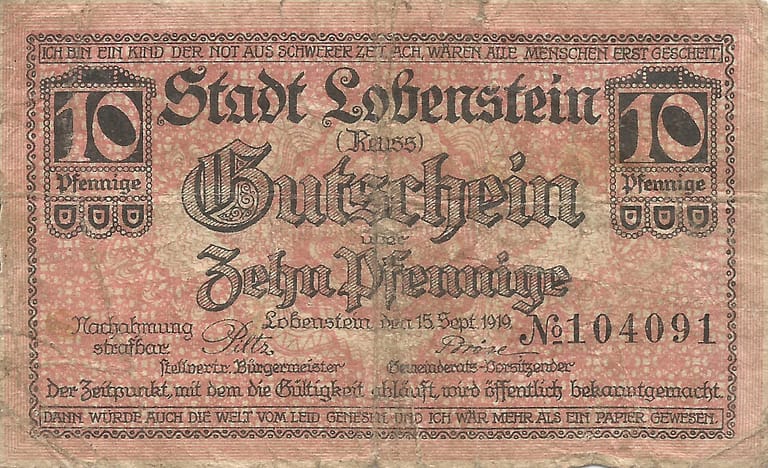 ICH BIN EIN KIND DER NOT AUS SCHWERER ZEIT ACH, WÄREN ALLE MENSCHEN ERST GESCHEIT
10 Stadt Lobenstein 10
(Reuss)
Pfennige Gutschein Pfennige
über
Zehn Pfennige
Lobenstein, den 15. Sept. 1919. No 104091
Nachahmung
strafbar.
Peltz
stellvertr. Bürgermeister Gemeinderats-Vorsitzender
Der Zeitpunkt, mit dem die Gültigkeit abläuft, wird öffentlich bekanntgemacht.
DANN WÜRDE AUCH DIE WELT VOM LEID GENESEN UND ICH WÄR MEHR ALS EIN PAPIER GEWESEN.